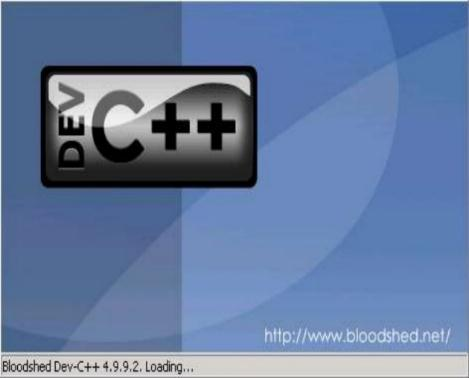 DEV C++
http://www.bloodshed.net/
Bloodshed Dev-C++ 4.9.9.2. Loading...